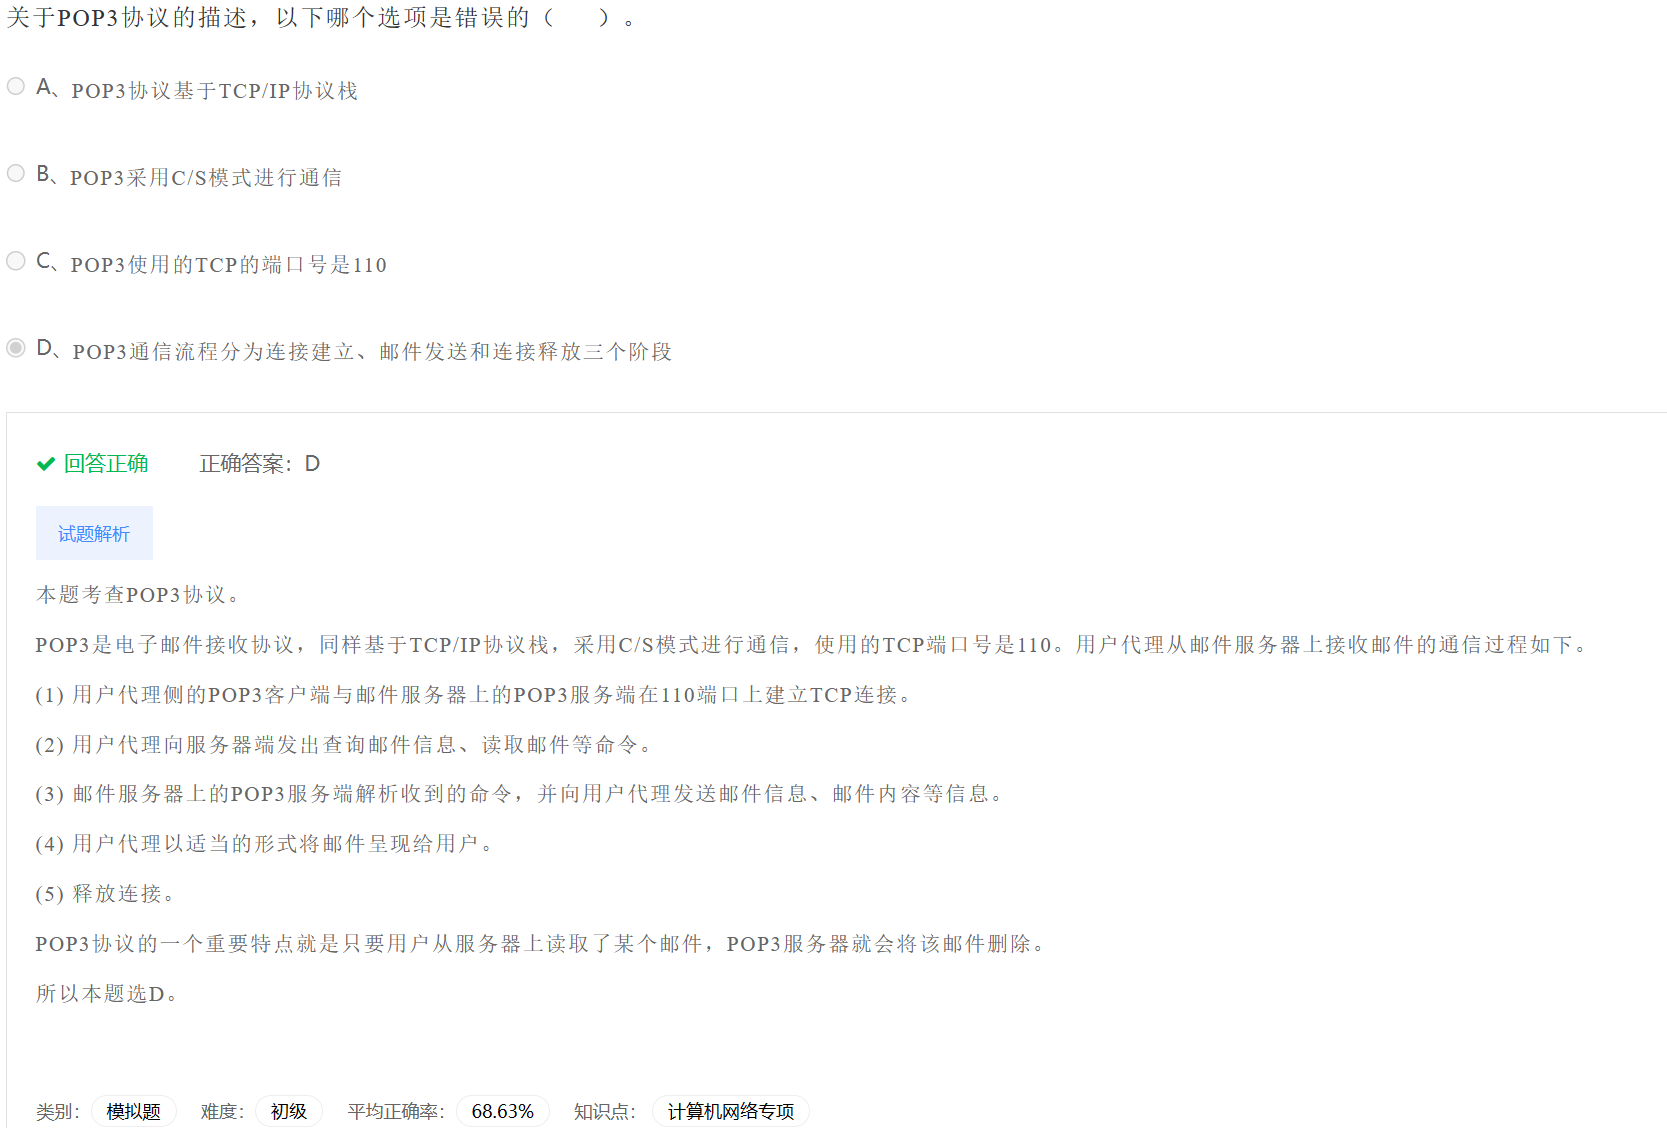 关于POP3协议的描述，以下哪个选项是错误的（　　）。
A、POP3协议基于TCP/IP协议栈
B、POP3采用C/S模式进行通信
C、POP3使用的TCP的端口号是110
D、POP3通信流程分为连接建立、邮件发送和连接释放三个阶段
回答正确 正确答案：D
试题解析
本题考查POP3协议。
POP3是电子邮件接收协议，同样基于TCP/IP协议栈，采用C/S模式进行通信，使用的TCP端口号是110。用户代理从邮件服务器上接收邮件的通信过程如下。
(1) 用户代理侧的POP3客户端与邮件服务器上的POP3服务端在110端口上建立TCP连接。
(2) 用户代理向服务器端发出查询邮件信息、读取邮件等命令。
(3) 邮件服务器上的POP3服务端解析收到的命令，并向用户代理发送邮件信息、邮件内容等信息。
(4) 用户代理以适当的形式将邮件呈现给用户。
(5) 释放连接。
POP3协议的一个重要特点就是只要用户从服务器上读取了某个邮件，POP3服务器就会将该邮件删除。
所以本题选D。
类别： 模拟题 难度： 初级 平均正确率： 68.63% 知识点： 计算机网络专项